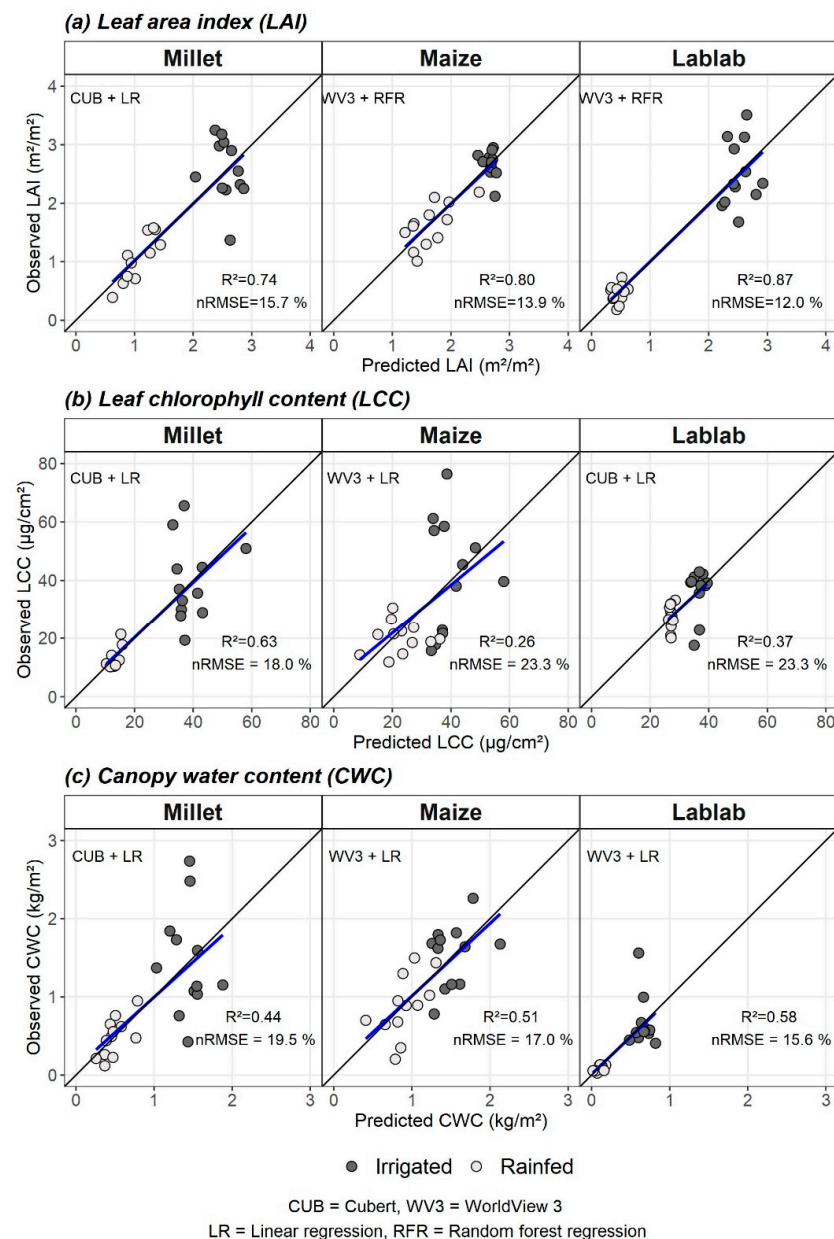 (a) Leaf area index (LAI)
Millet
Maize
Lablab
CUB + LR
WV3 + RFR
WV3 + RFR
Observed LAI (m²/m²)
4
3
2
1
0
R²=0.74
nRMSE=15.7 %
R²=0.80
nRMSE=13.9 %
R²=0.87
nRMSE=12.0 %
0 1 2 3 4 0 1 2 3 4 0 1 2 3 4
Predicted LAI (m²/m²)
(b) Leaf chlorophyll content (LCC)
Millet
Maize
Lablab
CUB + LR
WV3 + LR
CUB + LR
Observed LCC (µg/cm²)
80
60
40
20
0
R²=0.63
nRMSE = 18.0 %
R²=0.26
nRMSE = 23.3 %
R²=0.37
nRMSE = 23.3 %
0 20 40 60 80 0 20 40 60 80 0 20 40 60 80
Predicted LCC (µg/cm²)
(c) Canopy water content (CWC)
Millet
Maize
Lablab
CUB + LR
WV3 + LR
WV3 + LR
Observed CWC (kg/m²)
3
2
1
0
R²=0.44
nRMSE = 19.5 %
R²=0.51
nRMSE = 17.0 %
R²=0.58
nRMSE = 15.6 %
0 1 2 3 0 1 2 3 0 1 2 3
Predicted CWC (kg/m²)
Irrigated Rainfed
CUB = Cubert, WV3 = WorldView 3
LR = Linear regression, RFR = Random forest regression